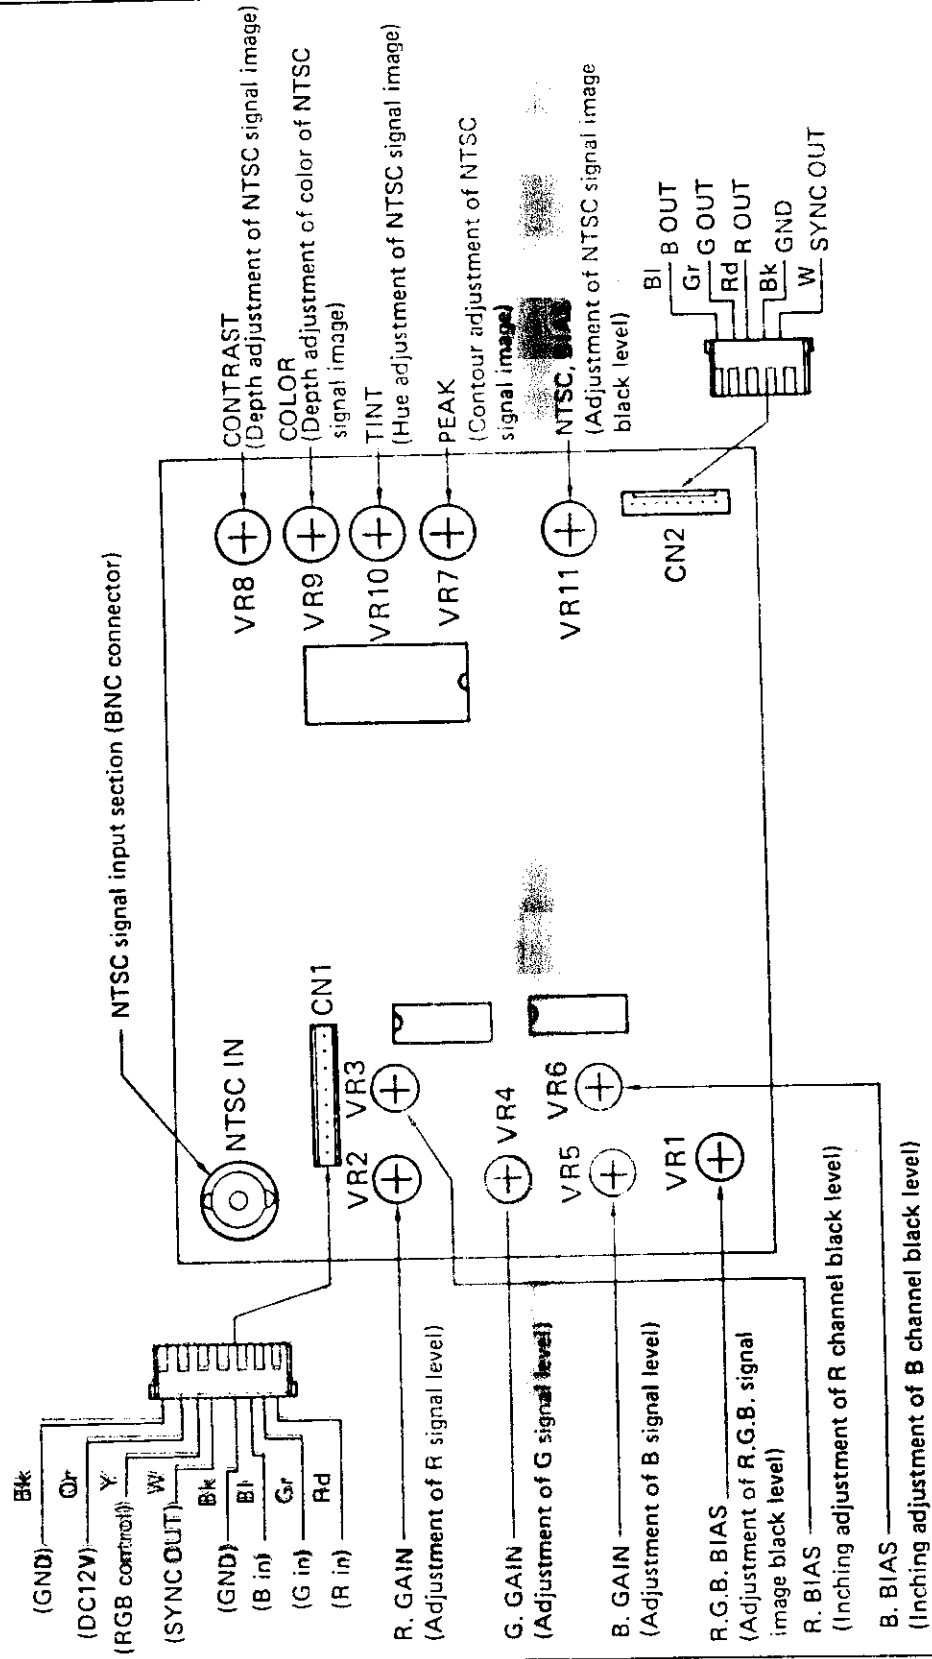 NTSC signal input section (BNC connector)
Bk
(GND)
Or
(DC12V)
Y
(RGB control)
W
(SYNC OUT)
Bk
(GND)
Bl
(B in)
Gr
(G in)
Rd
(R in)
NTSC IN
CN1
VR2
VR3
VR4
VR5
VR6
VR1
R. GAIN
(Adjustment of R signal level)
G. GAIN
(Adjustment of G signal level)
B. GAIN
(Adjustment of B signal level)
R.G.B. BIAS
(Adjustment of R.G.B. signal
image black level)
R. BIAS
(Inching adjustment of R channel black level)
B. BIAS
(Inching adjustment of B channel black level)
VR8
CONTRAST
(Depth adjustment of NTSC signal image)
VR9
COLOR
(Depth adjustment of color of NTSC
signal image)
VR10
TINT
(Hue adjustment of NTSC signal image)
VR7
PEAK
(Contour adjustment of NTSC
signal image)
VR11
NTSC, BIAS
(Adjustment of NTSC signal image
black level)
CN2
Bl
B OUT
Gr
G OUT
Rd
R OUT
Bk
GND
W
SYNC OUT